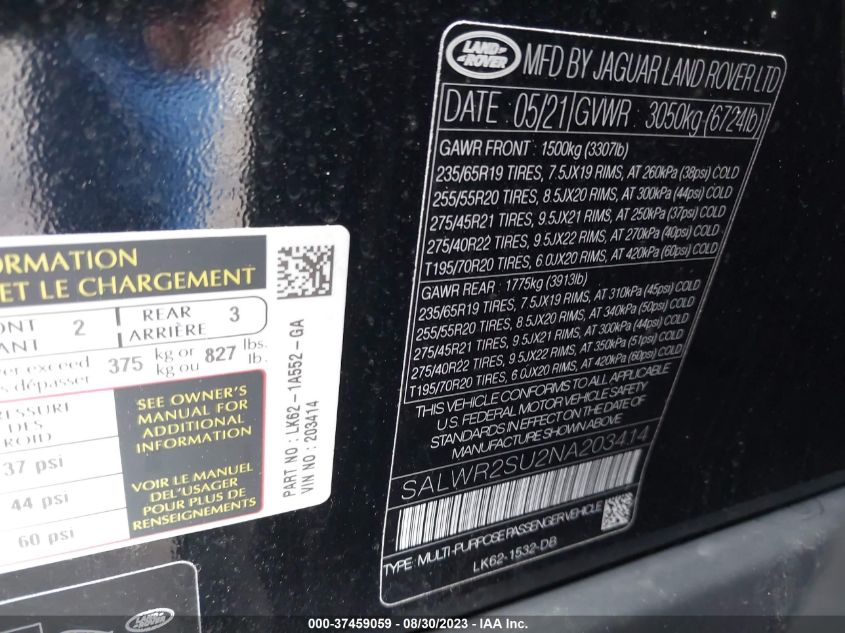 ORMATION
ET LE CHARGEMENT
2
REAR
ARRIÈRE
3
375 kg or
kg ou
827 lbs.
lb.
DES
37 psi
44 psi
60 psi
SEE OWNER'S
MANUAL FOR
ADDITIONAL
INFORMATION
VOIR LE MANUEL
DEL'USAGER
POUR PLUS DE
RENSEIGNEMENTS
PART NO : LK62-1A552-GA
VIN NO : 203414
LAND
ROVER
LAND ROVER
MFD BY JAGUAR LAND ROVER LTD
DATE : 05/21 GVWR : 3050kg (6724lb)
GAWR FRONT : 1500kg (3307lb)
235/65R19 TIRES, 7.5JX19 RIMS, AT 260kPa (38psi) COLD
255/55R20 TIRES, 8.5JX20 RIMS, AT 300kPa (44psi) COLD
275/45R21 TIRES, 9.5JX21 RIMS, AT 250kPa (37psi) COLD
275/40R22 TIRES, 9.5JX22 RIMS, AT 270kPa (40psi) COLD
T195/70R20 TIRES, 6.0JX20 RIMS, AT 420kPa (60psi) COLD
GAWR REAR : 1775kg (3913lb)
235/65R19 TIRES, 7.5JX19 RIMS, AT 310kPa (45psi) COLD
255/55R20 TIRES, 8.5JX20 RIMS, AT 340kPa (50psi) COLD
275/45R21 TIRES, 9.5JX21 RIMS, AT 300kPa (44psi) COLD
275/40R22 TIRES, 9.5JX22 RIMS, AT 350kPa (51psi) COLD
T195/70R20 TIRES, 6.0JX20 RIMS, AT 420kPa (60psi) COLD
THIS VEHICLE CONFORMS TO ALL APPLICABLE
U.S. FEDERAL MOTOR VEHICLE SAFETY
STANDARDS IN EFFECT ON THE DATE OF
MANUFACTURE SHOWN ABOVE
SALWR2SU2NA203414
TYPE: MULTI-PURPOSE PASSENGER VEHICLE
LK62-1532-DB
000-37459059 - 08/30/2023 - IAA Inc.